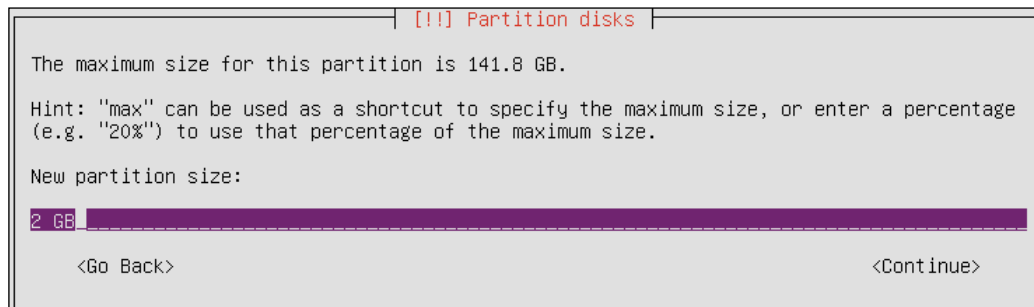 [!!] Partition disks
The maximum size for this partition is 141.8 GB.
Hint: "max" can be used as a shortcut to specify the maximum size, or enter a percentage
(e.g. "20%") to use that percentage of the maximum size.
New partition size:
2 GB
<Go Back> <Continue>